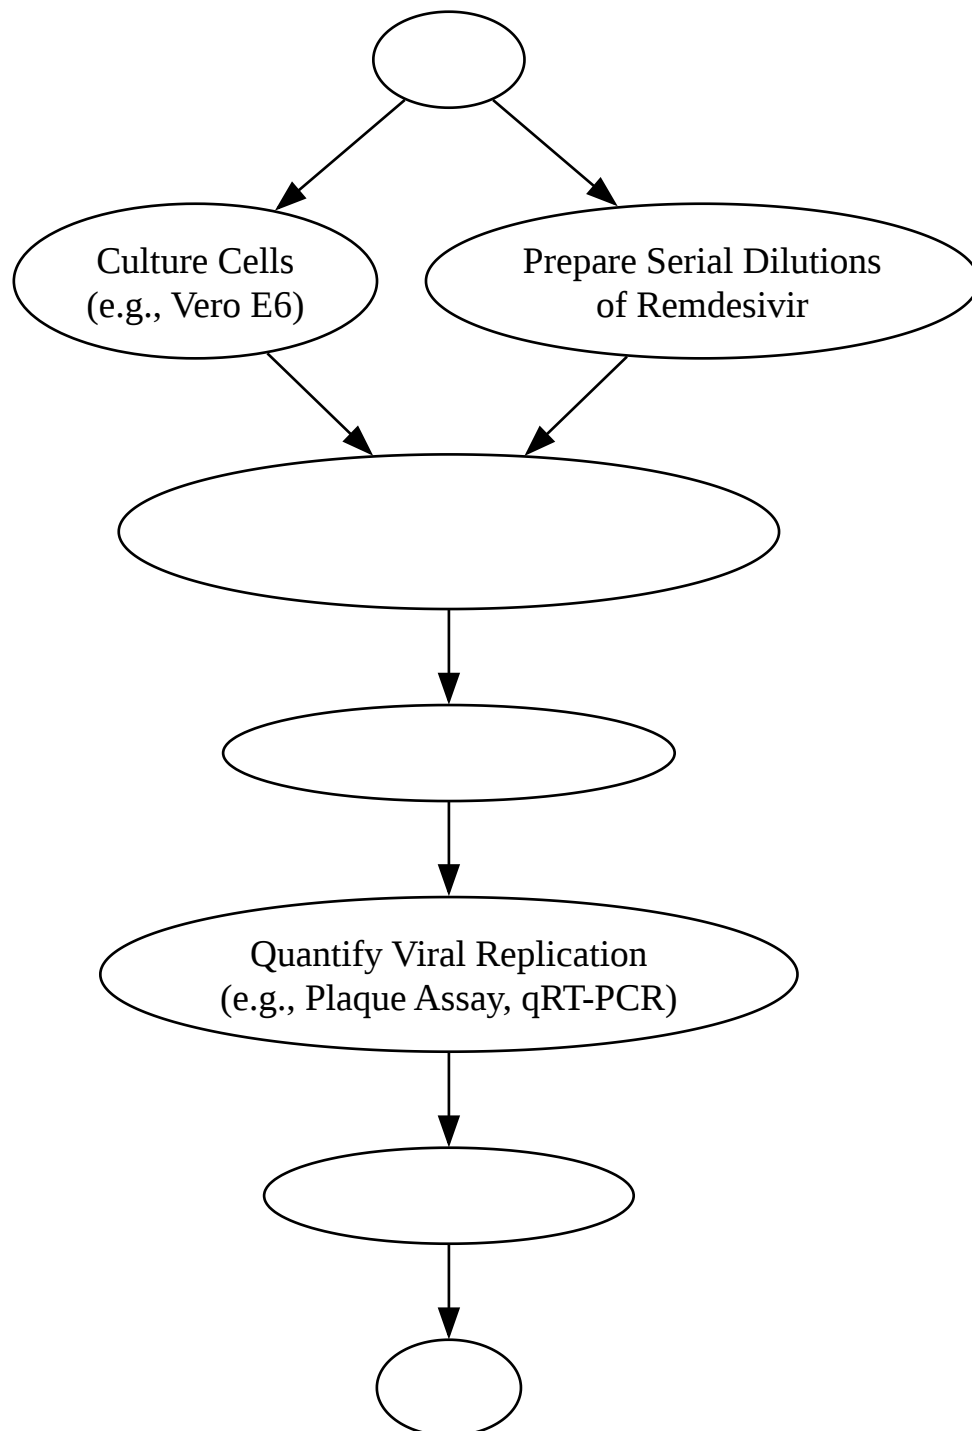 Culture Cells
(e.g., Vero E6)
Prepare Serial Dilutions
of Remdesivir
Quantify Viral Replication
(e.g., Plaque Assay, qRT-PCR)